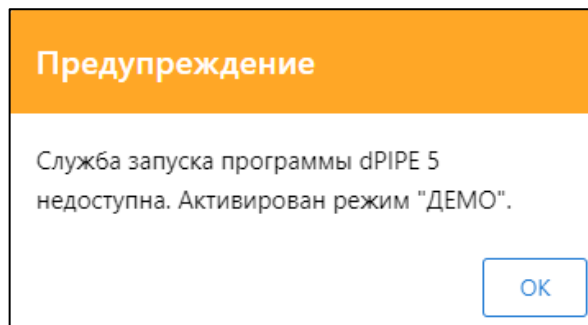 Предупреждение
Служба запуска программы dPIPE 5
недоступна. Активирован режим "ДЕМО".
OK